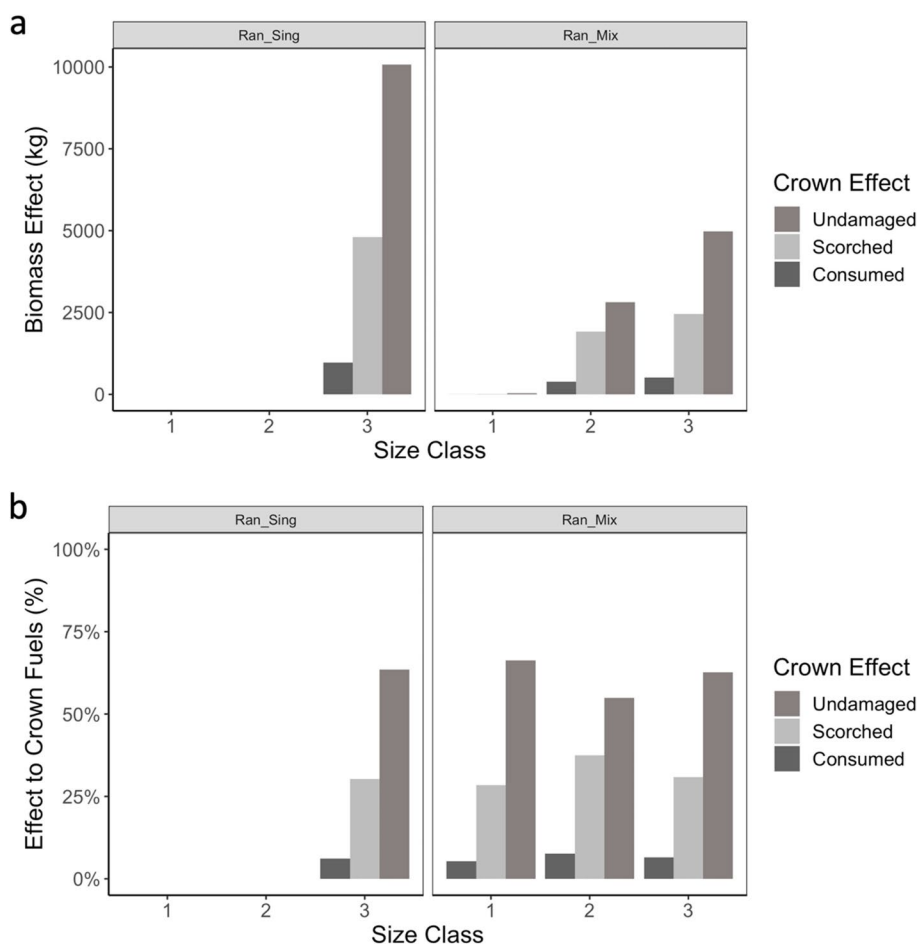 a
Ran_Sing Ran_Mix
10000
7500
5000
2500
0
Biomass Effect (kg)
1 2 3 1 2 3
Size Class
Crown Effect
Undamaged
Scorched
Consumed
b
Ran_Sing Ran_Mix
100%
75%
50%
25%
0%
Effect to Crown Fuels (%)
1 2 3 1 2 3
Size Class
Crown Effect
Undamaged
Scorched
Consumed